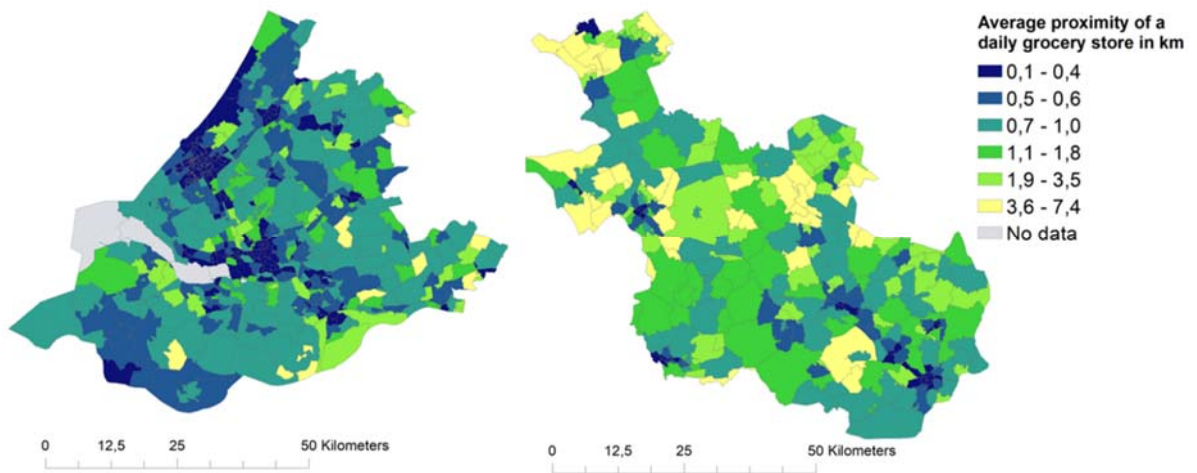 Average proximity of a
daily grocery store in km
0,1 - 0,4
0,5 - 0,6
0,7 - 1,0
1,1 - 1,8
1,9 - 3,5
3,6 - 7,4
No data
0 12,5 25 50 Kilometers
0 12,5 25 50 Kilometers